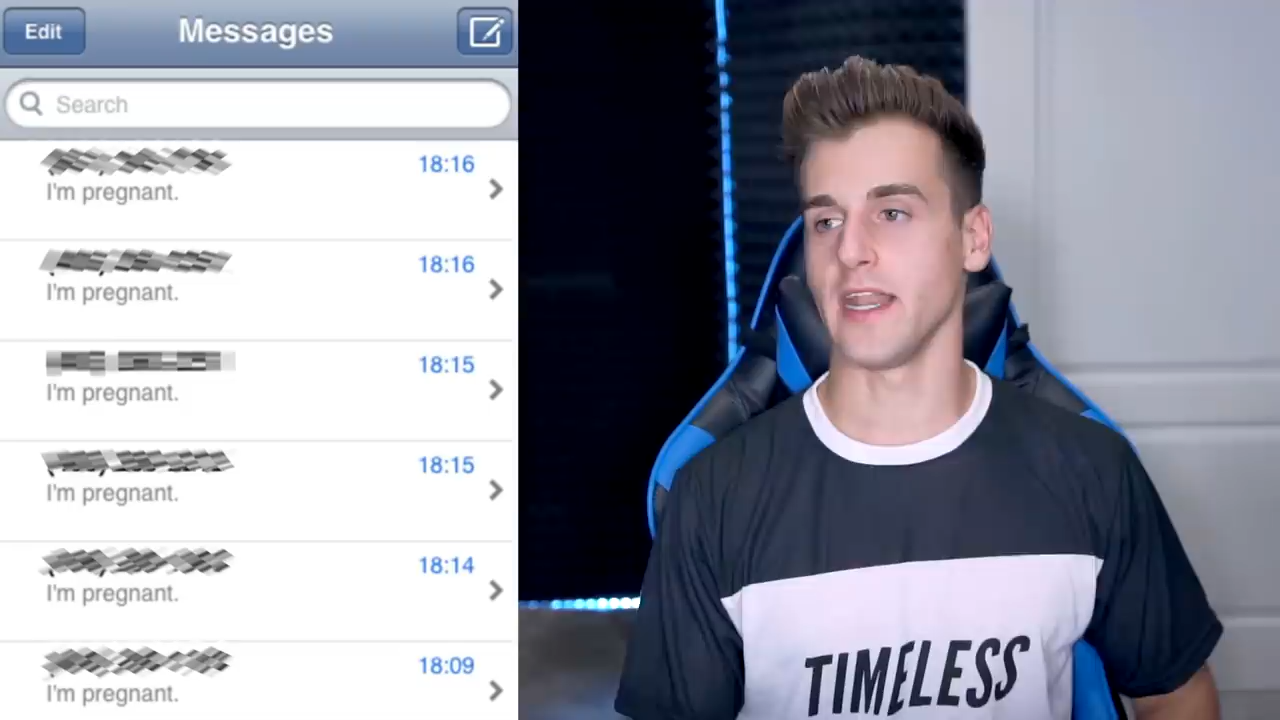 Edit
Messages
Search
18:16
I'm pregnant.
18:16
I'm pregnant.
18:15
I'm pregnant.
18:15
I'm pregnant.
18:14
I'm pregnant.
18:09
I'm pregnant.
TIMELESS